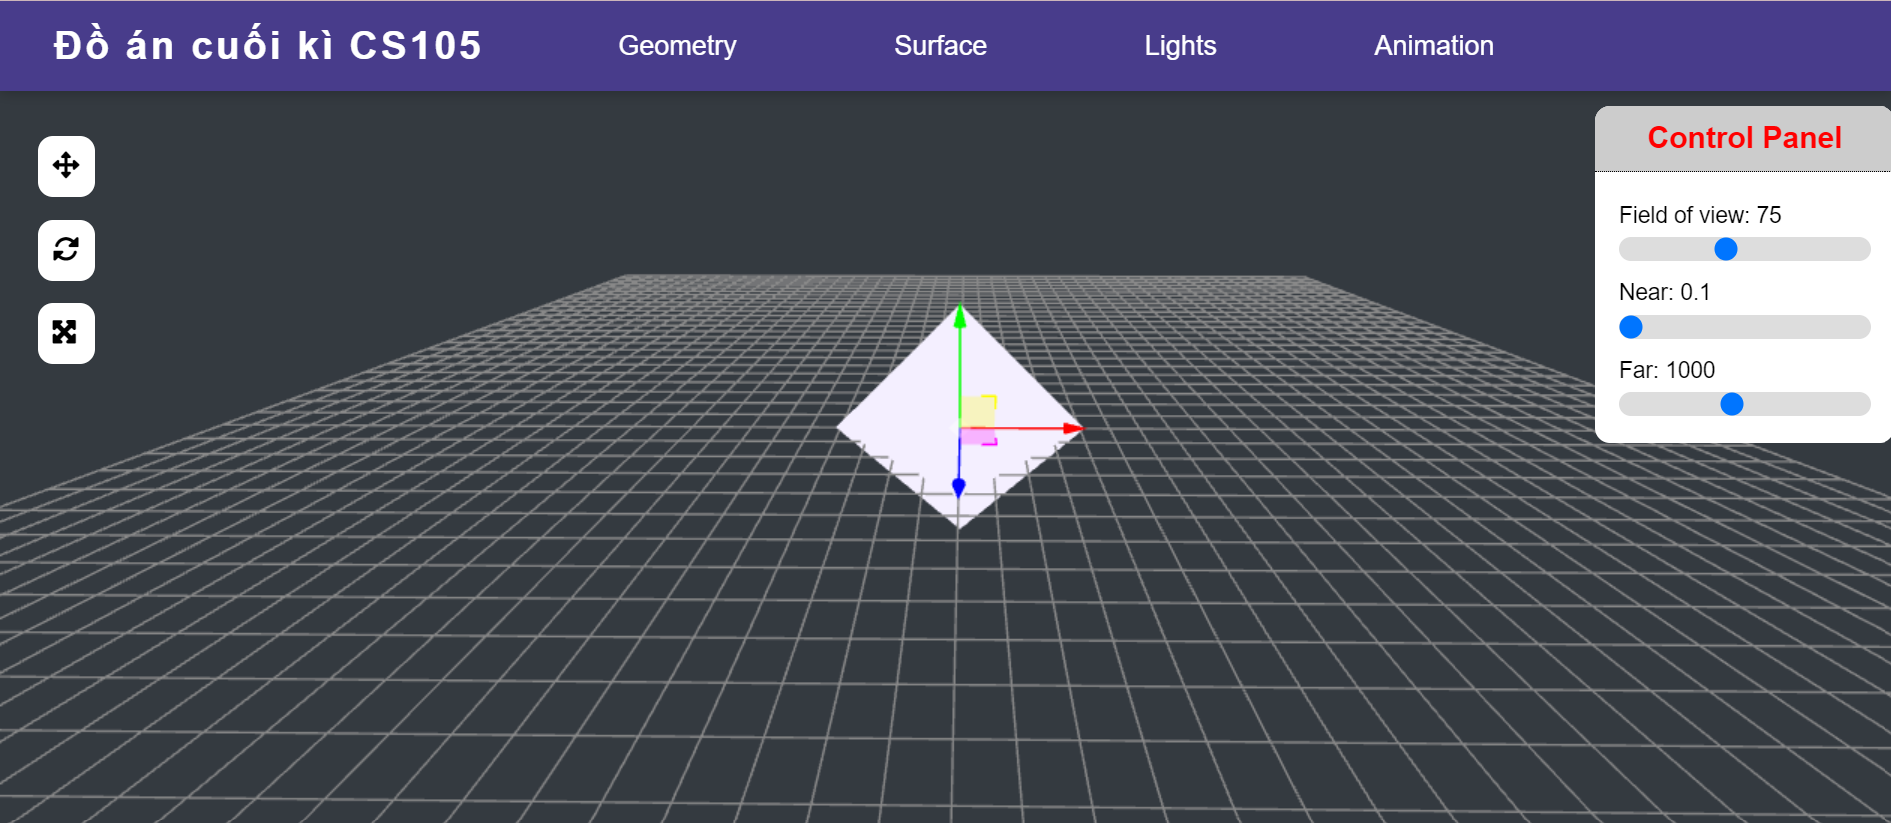 Đồ án cuối kì CS105
Geometry
Surface
Lights
Animation
Control Panel
Field of view: 75
Near: 0.1
Far: 1000